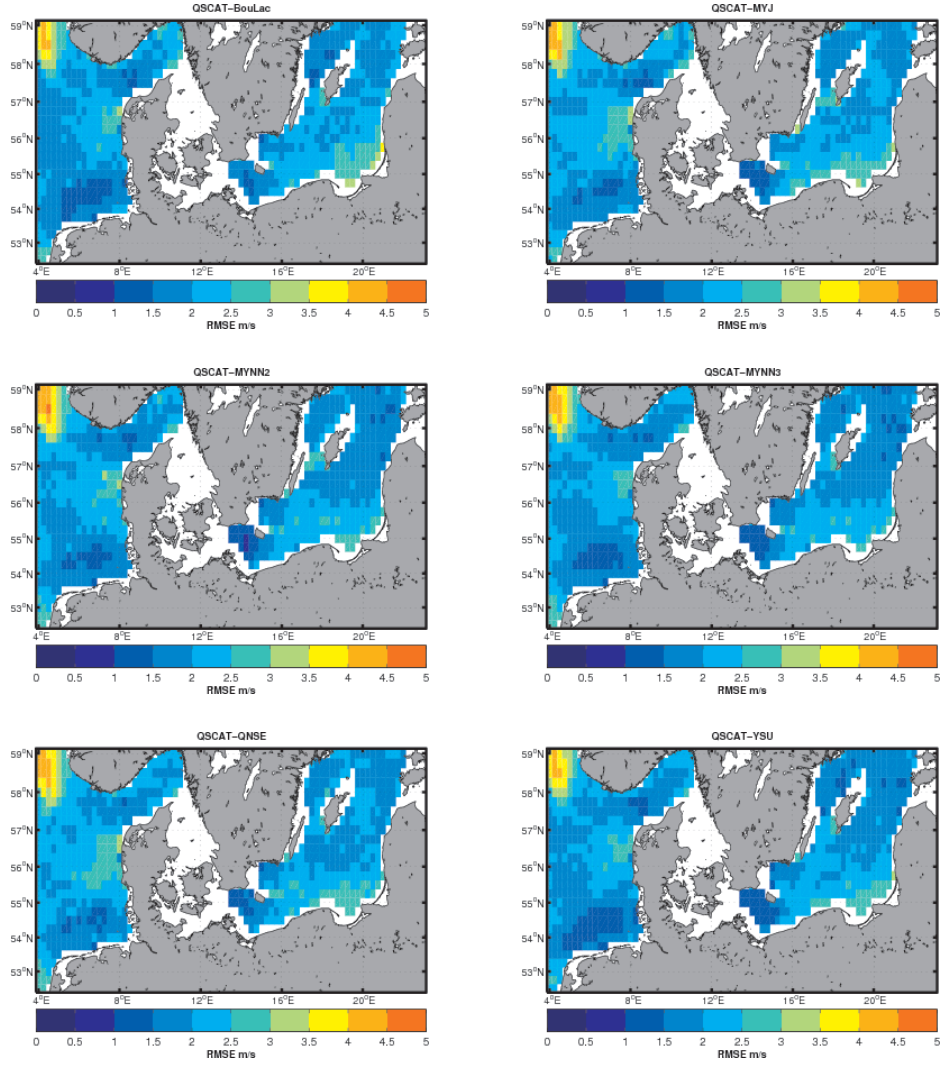 QSCAT-BouLac
59°N
58°N
57°N
56°N
55°N
54°N
53°N
4°E 8°E 12°E 16°E 20°E
0 0.5 1 1.5 2 2.5 3 3.5 4 4.5 5
RMSE m/s
QSCAT-MYJ
59°N
58°N
57°N
56°N
55°N
54°N
53°N
4°E 8°E 12°E 16°E 20°E
0 0.5 1 1.5 2 2.5 3 3.5 4 4.5 5
RMSE m/s
QSCAT-MYNN2
59°N
58°N
57°N
56°N
55°N
54°N
53°N
4°E 8°E 12°E 16°E 20°E
0 0.5 1 1.5 2 2.5 3 3.5 4 4.5 5
RMSE m/s
QSCAT-MYNN3
59°N
58°N
57°N
56°N
55°N
54°N
53°N
4°E 8°E 12°E 16°E 20°E
0 0.5 1 1.5 2 2.5 3 3.5 4 4.5 5
RMSE m/s
QSCAT-QNSE
59°N
58°N
57°N
56°N
55°N
54°N
53°N
4°E 8°E 12°E 16°E 20°E
0 0.5 1 1.5 2 2.5 3 3.5 4 4.5 5
RMSE m/s
QSCAT-YSU
59°N
58°N
57°N
56°N
55°N
54°N
53°N
4°E 8°E 12°E 16°E 20°E
0 0.5 1 1.5 2 2.5 3 3.5 4 4.5 5
RMSE m/s